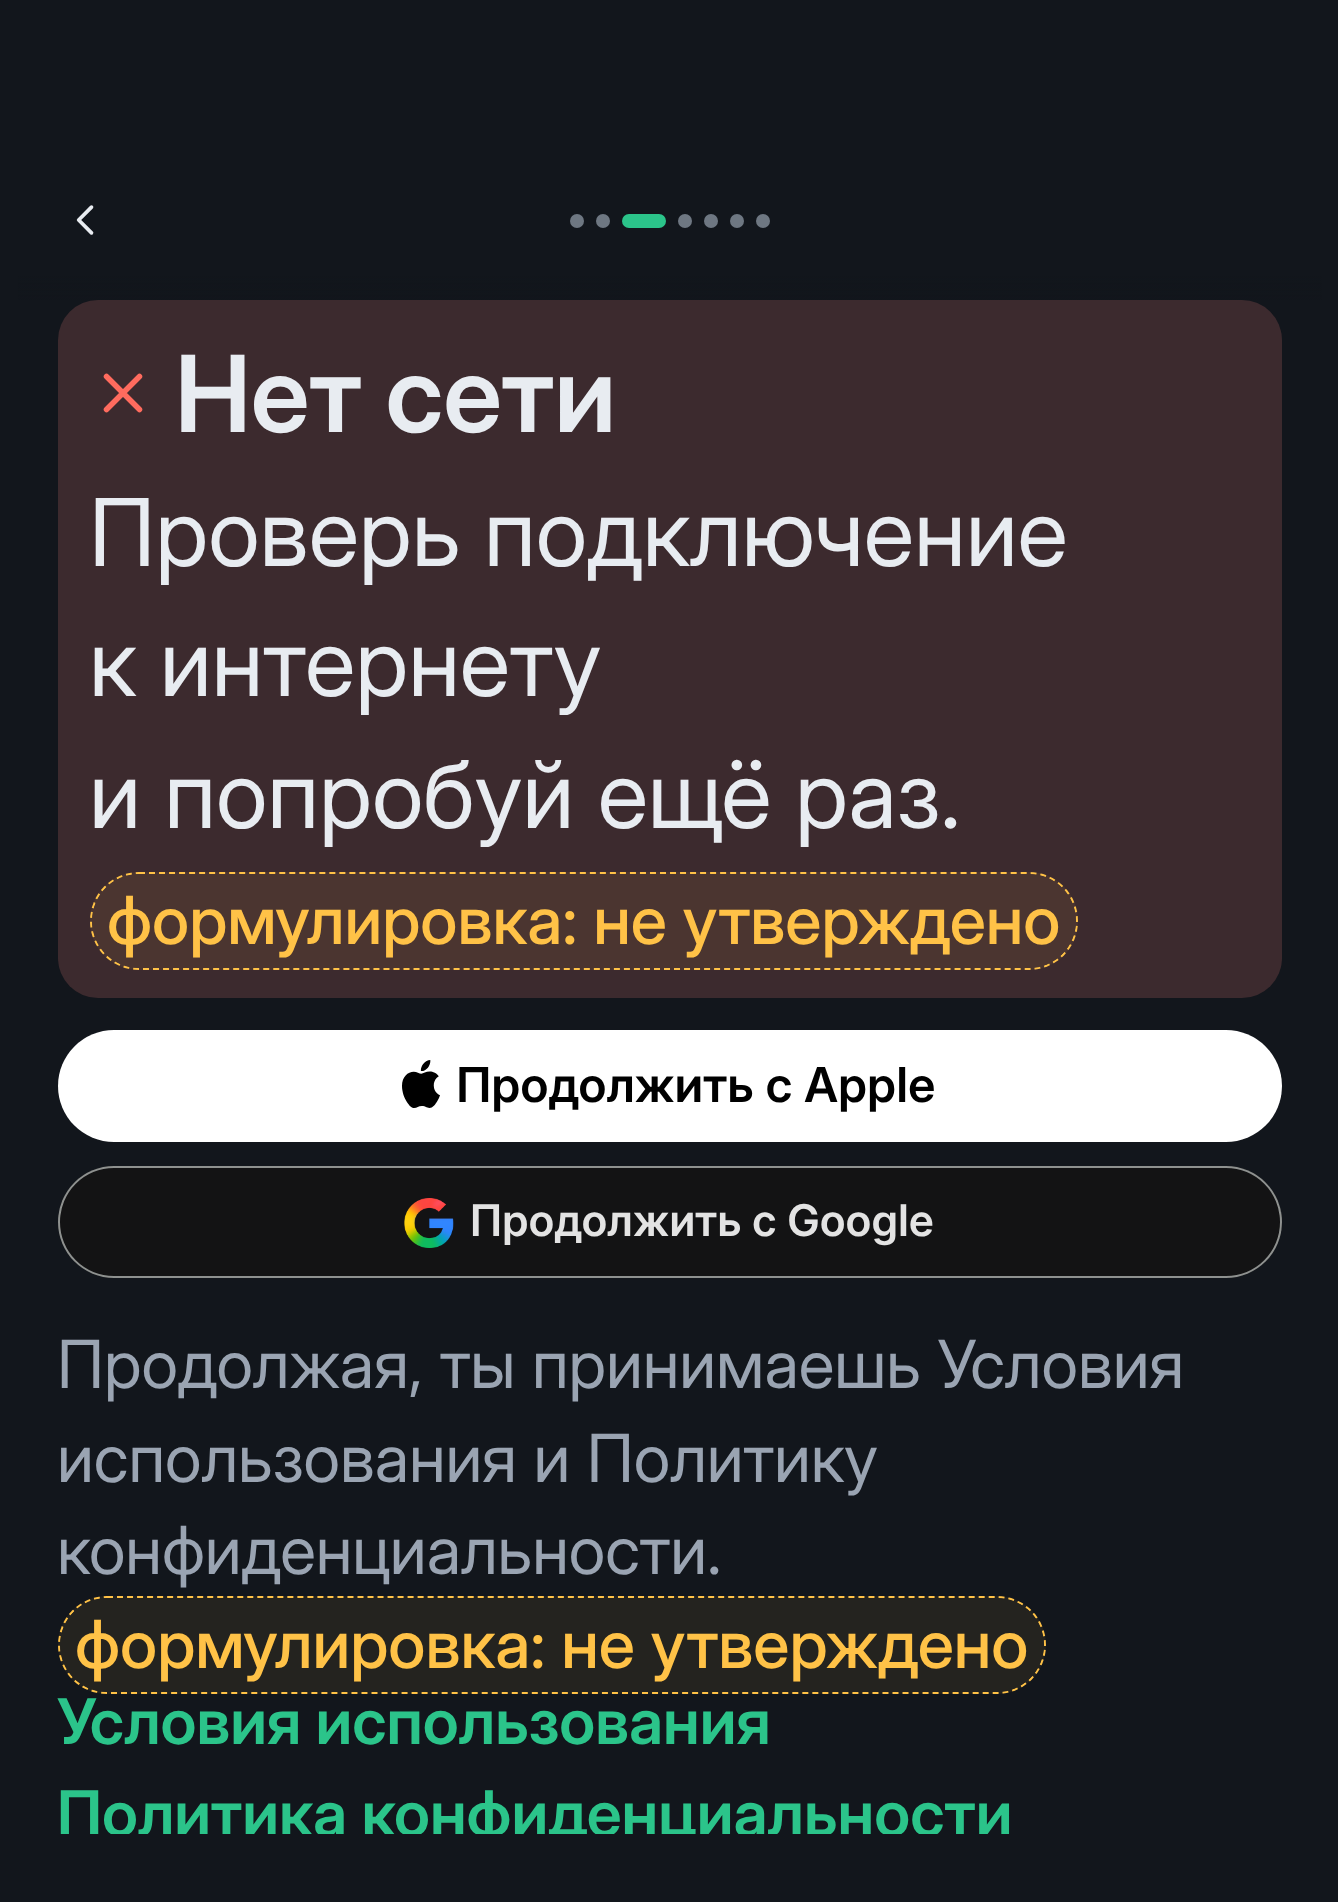 Нет сети
Проверь подключение
к интернету
и попробуй ещё раз.
формулировка: не утверждено
Продолжить с Apple
Продолжить с Google
Продолжая, ты принимаешь Условия
использования и Политику
конфиденциальности.
формулировка: не утверждено
Условия использования
Политика конфиденциальности